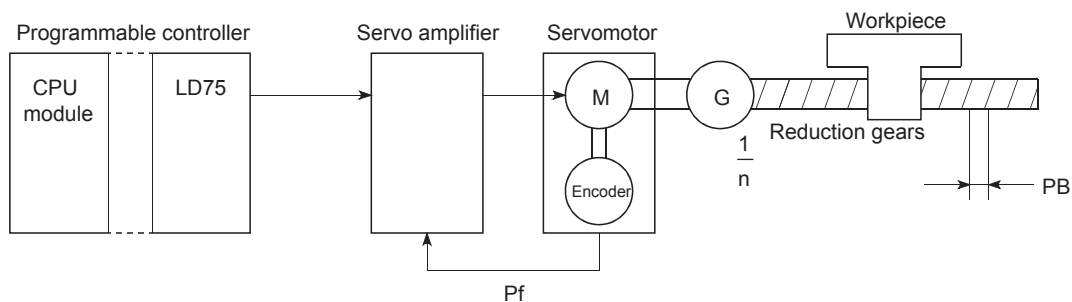 Programmable controller
CPU
module
LD75
Servo amplifier
Servomotor
M
Encoder
G
1
n
Reduction gears
Workpiece
PB
Pf